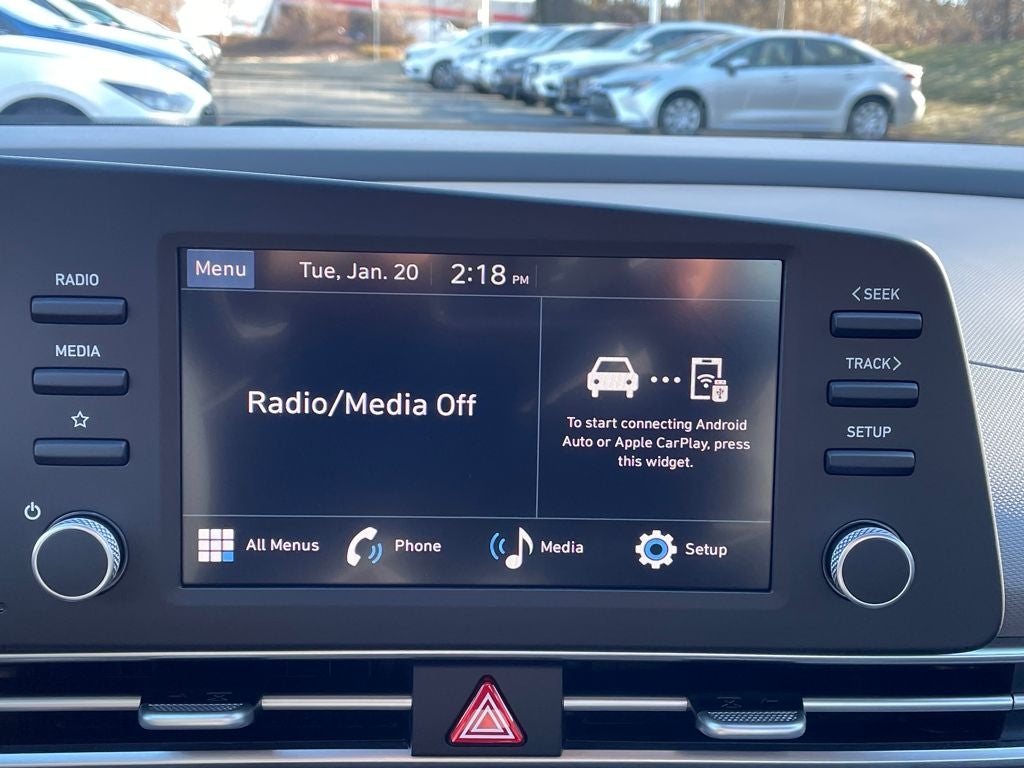 RADIO
MEDIA
Menu
Tue, Jan. 20
2:18 PM
Radio/Media Off
To start connecting Android
Auto or Apple CarPlay, press
this widget.
All Menus
Phone
Media
Setup
<SEEK
TRACK>
SETUP